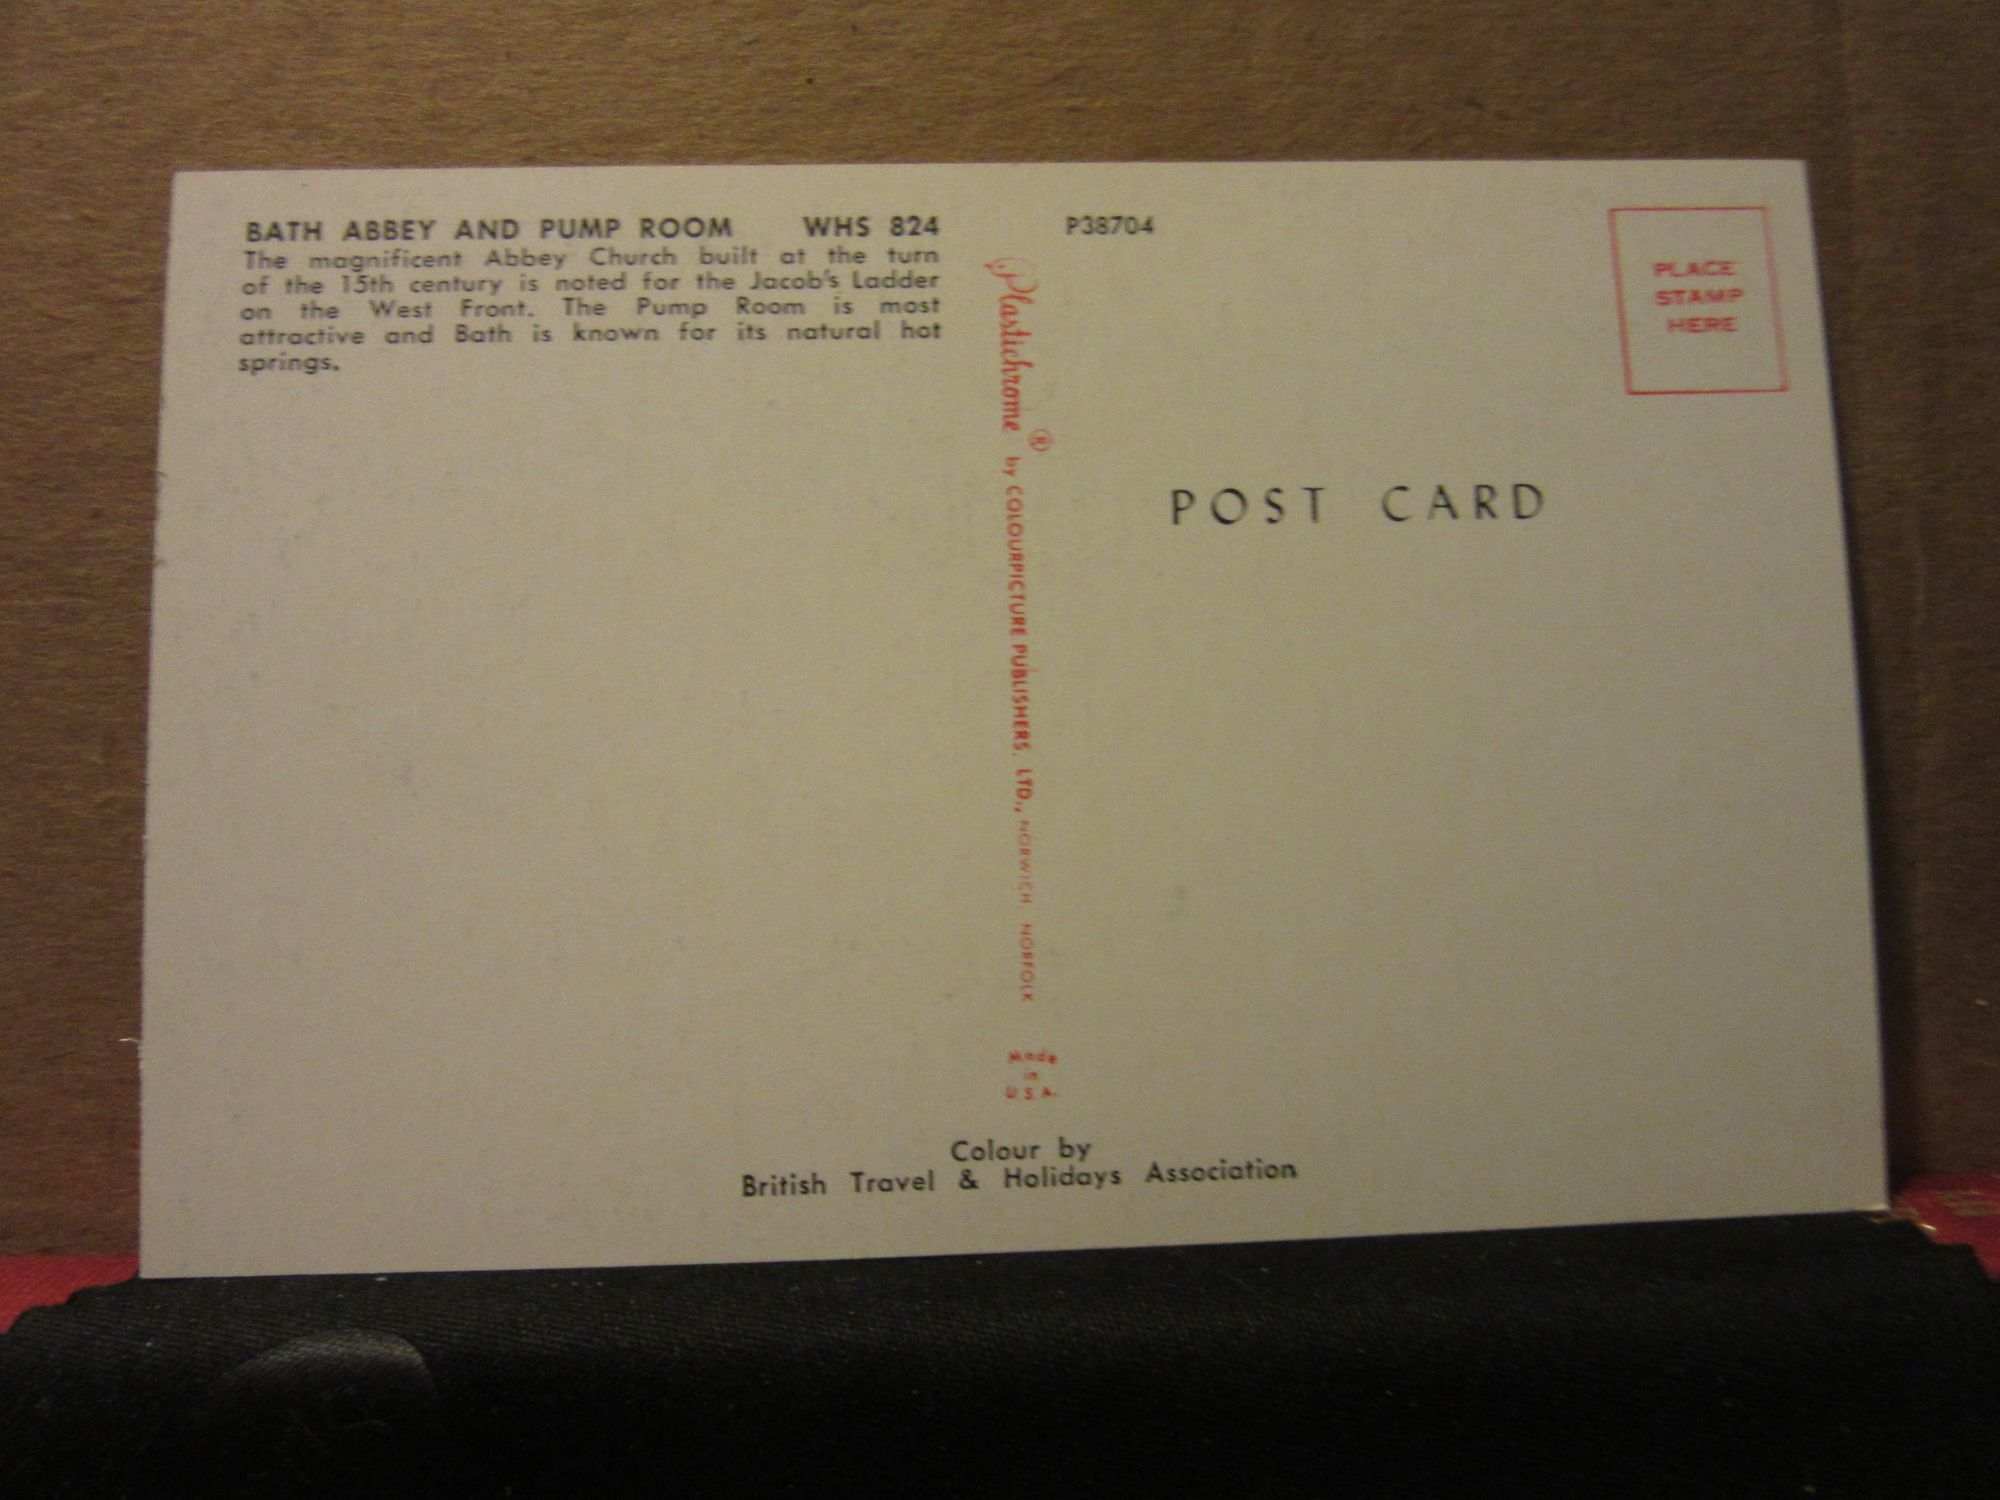 BATH ABBEY AND PUMP ROOM WHS 824
The magnificent Abbey Church built at the turn
of the 15th century is noted for the Jacob's Ladder
on the West Front. The Pump Room is most
attractive and Bath is known for its natural hot
springs.
Plastichrome ® by COLOURPICTURE PUBLISHERS, LTD., NORWICH NORFOLK
Made
in
U.S.A.
P38704
PLACE
STAMP
HERE
POST CARD
Colour by
British Travel & Holidays Association